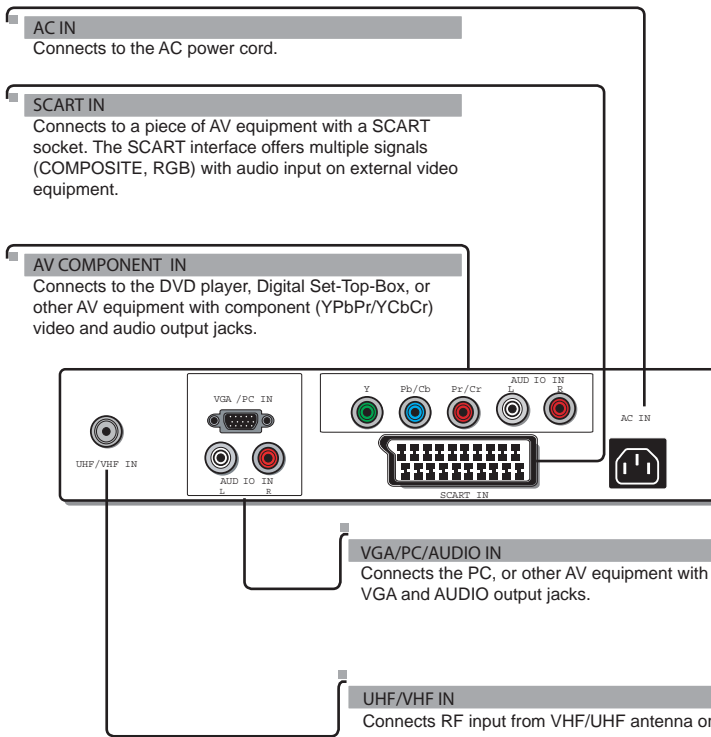 AC IN
Connects to the AC power cord.
SCART IN
Connects to a piece of AV equipment with a SCART
socket. The SCART interface offers multiple signals
(COMPOSITE, RGB) with audio input on external video
equipment.
AV COMPONENT IN
Connects to the DVD player, Digital Set-Top-Box, or
other AV equipment with component (YPbPr/YCbCr)
video and audio output jacks.
UHF/VHF IN
VGA /PC IN
AUD IO IN
L R
Y Pb/Cb Pr/Cr
AUD IO IN
L R
SCART IN
AC IN
VGA/PC/AUDIO IN
Connects the PC, or other AV equipment with
VGA and AUDIO output jacks.
UHF/VHF IN
Connects RF input from VHF/UHF antenna or